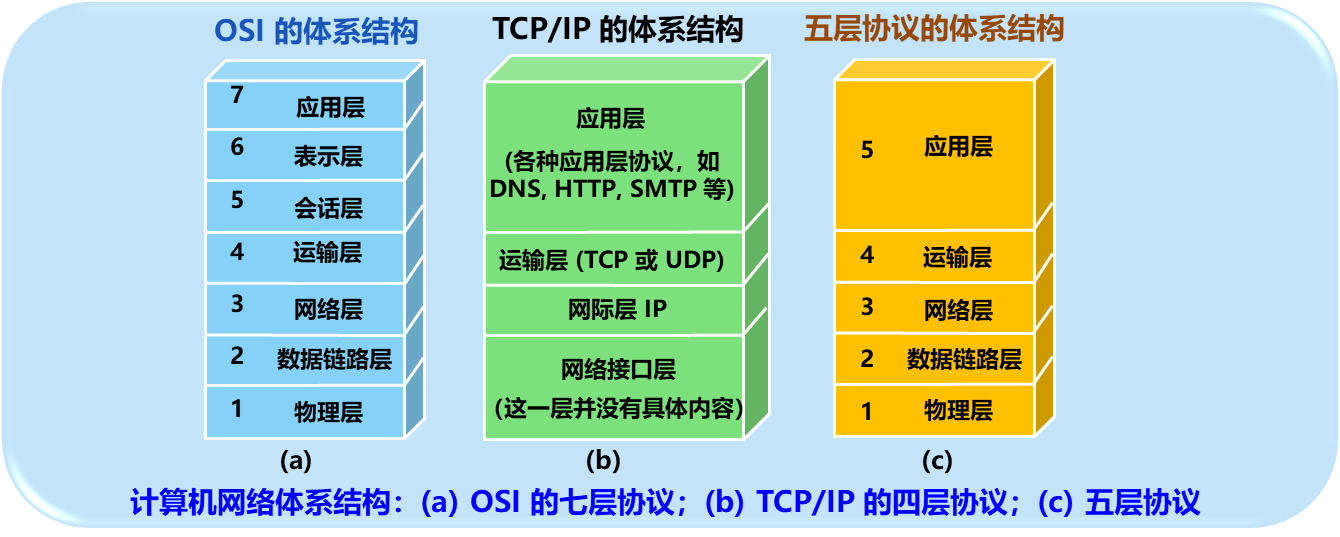 OSI 的体系结构
7 应用层
6 表示层
5 会话层
4 运输层
3 网络层
2 数据链路层
1 物理层
(a)
TCP/IP 的体系结构
应用层
(各种应用层协议，如
DNS, HTTP, SMTP 等)
运输层 (TCP 或 UDP)
网际层 IP
网络接口层
（这一层并没有具体内容）
(b)
五层协议的体系结构
5 应用层
4 运输层
3 网络层
2 数据链路层
1 物理层
(c)
计算机网络体系结构：(a) OSI 的七层协议；(b) TCP/IP 的四层协议；(c) 五层协议